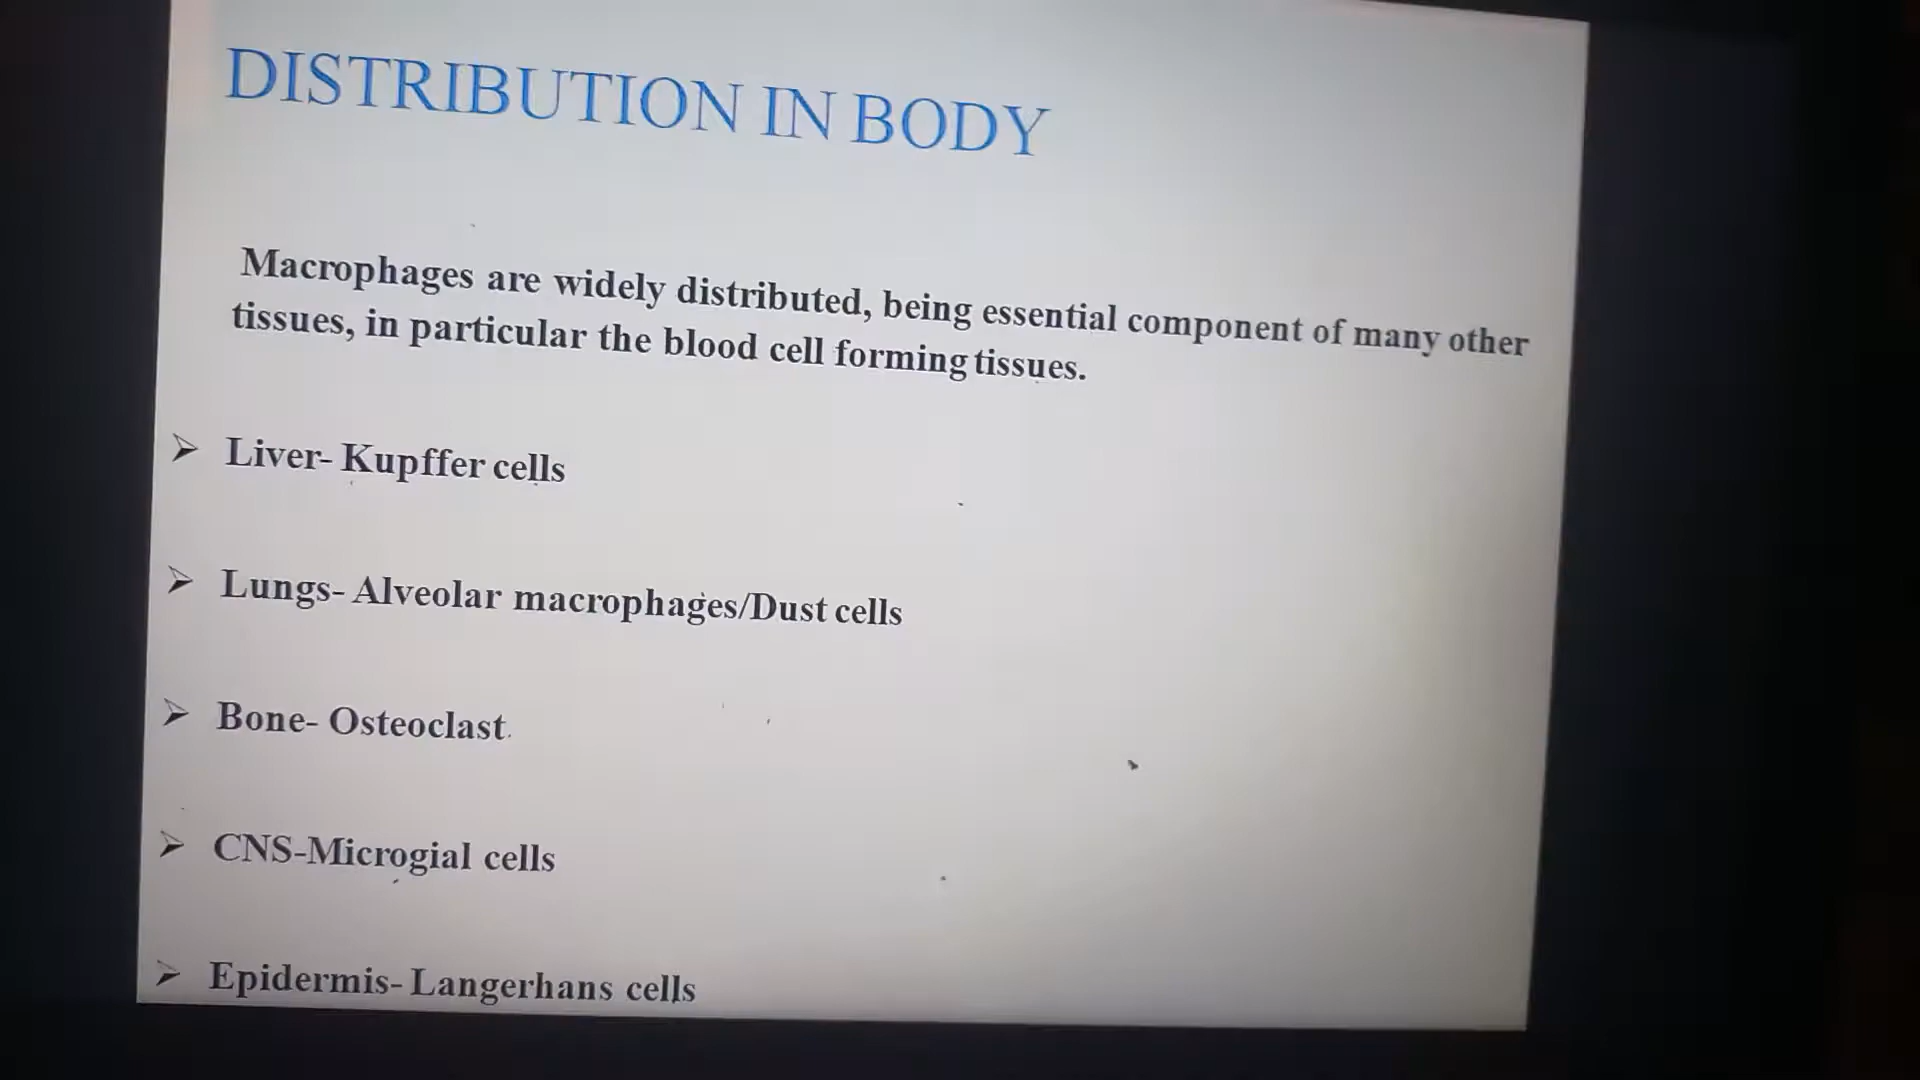 DISTRIBUTION IN BODY
Macrophages are widely distributed, being essential component of many other
tissues, in particular the blood cell forming tissues.
➢ Liver- Kupffer cells
➢ Lungs- Alveolar macrophages/Dust cells
➢ Bone- Osteoclast.
➢ CNS-Microgial cells
➢ Epidermis- Langerhans cells